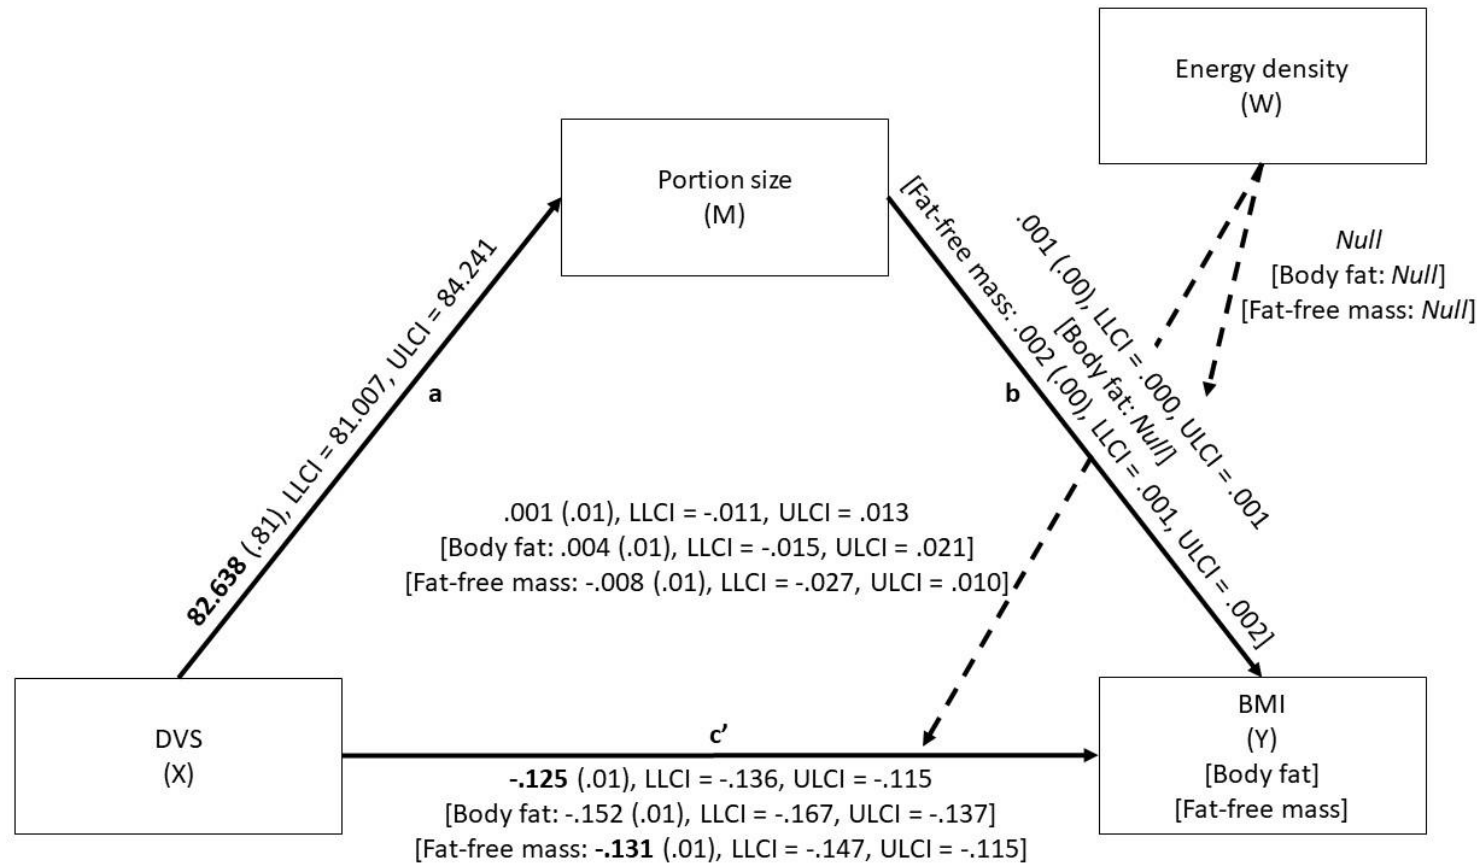 Energy density
(W)
Portion size
(M)
Null
[Body fat: Null]
[Fat-free mass: Null]
82.638 (.81), LLCI = 81.007, ULCI = 84.241
a
b
.001 (.00), LLCI = .000, ULCI = .001
[Body fat: Null]
[Fat-free mass: .002 (.00), LLCI = .001, ULCI = .002]
.001 (.01), LLCI = -.011, ULCI = .013
[Body fat: .004 (.01), LLCI = -.015, ULCI = .021]
[Fat-free mass: -.008 (.01), LLCI = -.027, ULCI = .010]
DVS
(X)
c’
-.125 (.01), LLCI = -.136, ULCI = -.115
[Body fat: -.152 (.01), LLCI = -.167, ULCI = -.137]
[Fat-free mass: -.131 (.01), LLCI = -.147, ULCI = -.115]
BMI
(Y)
[Body fat]
[Fat-free mass]